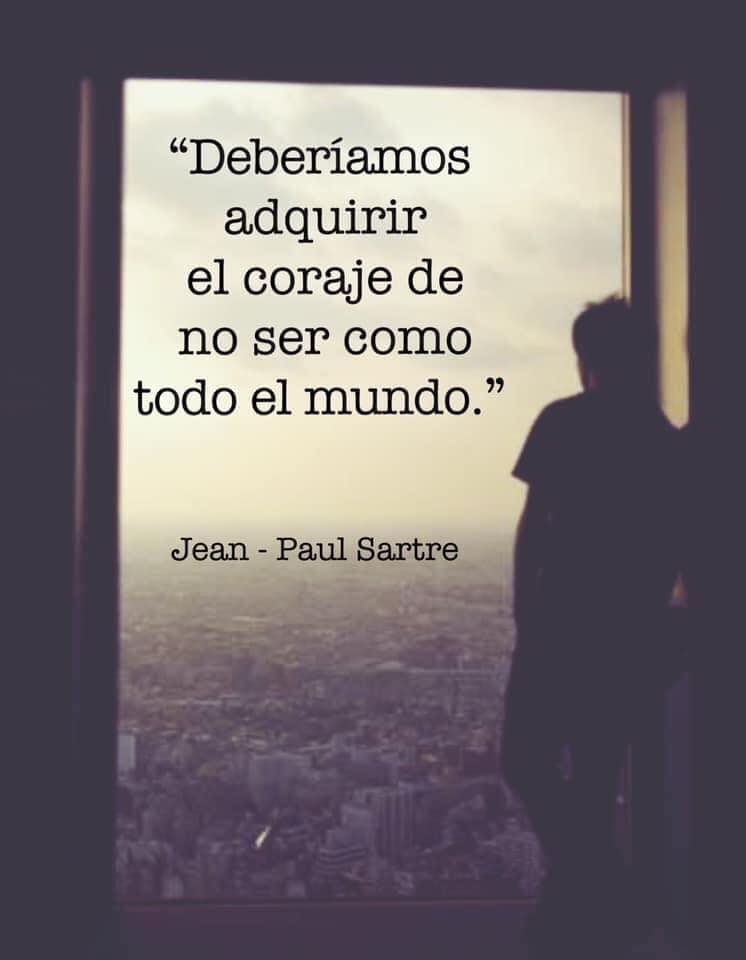 “Deberíamos
adquirir
el coraje de
no ser como
todo el mundo.”
Jean - Paul Sartre